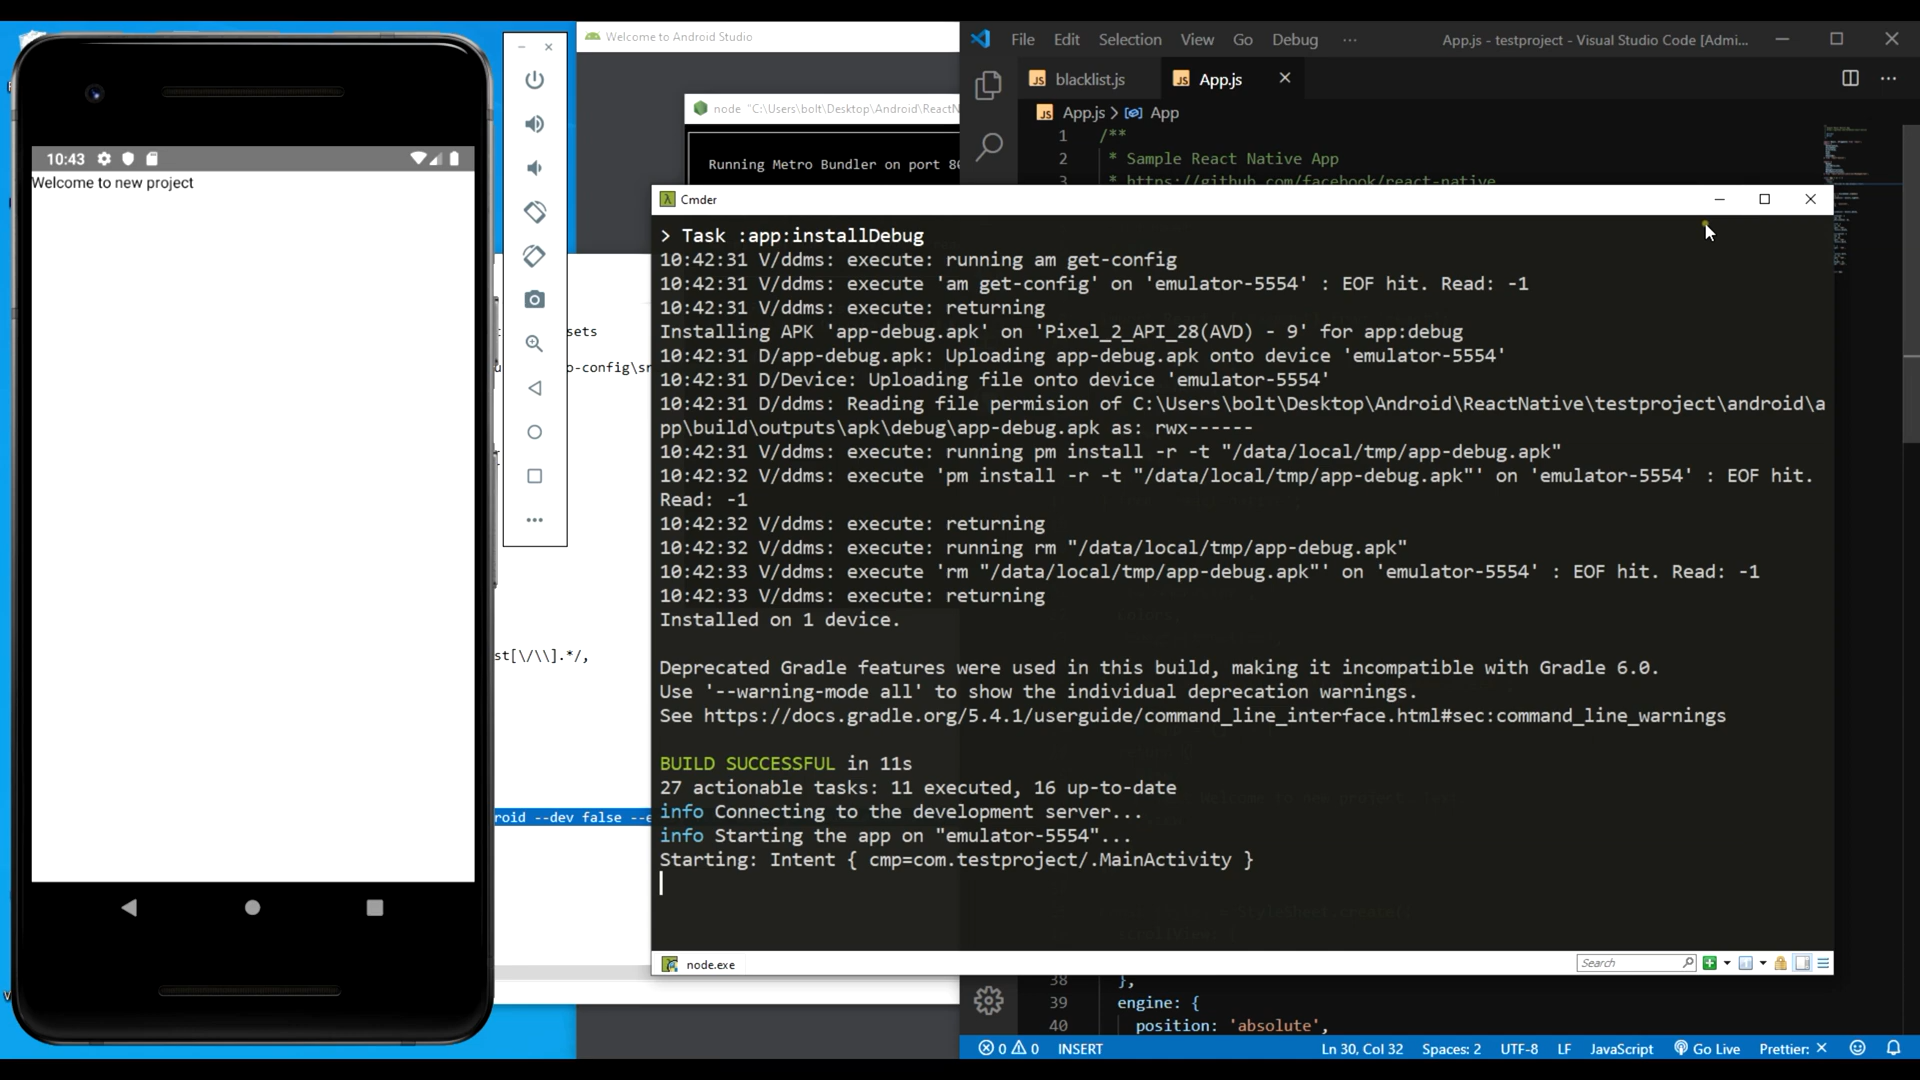 10:43
Welcome to new project
Welcome to Android Studio
node "C:\Users\bolt\Desktop\Android\ReactN
Running Metro Bundler on port 80
sets
o-config\sr
st[\/\\].*/,
roid --dev false --e
File Edit Selection View Go Debug ···
App.js - testproject - Visual Studio Code [Admi...
JS blacklist.js
JS App.js
JS App.js > App
1 /**
2 * Sample React Native App
3 * https://github.com/facebook/react-native
Cmder
> Task :app:installDebug
10:42:31 V/ddms: execute: running am get-config
10:42:31 V/ddms: execute 'am get-config' on 'emulator-5554' : EOF hit. Read: -1
10:42:31 V/ddms: execute: returning
Installing APK 'app-debug.apk' on 'Pixel_2_API_28(AVD) - 9' for app:debug
10:42:31 D/app-debug.apk: Uploading app-debug.apk onto device 'emulator-5554'
10:42:31 D/Device: Uploading file onto device 'emulator-5554'
10:42:31 D/ddms: Reading file permision of C:\Users\bolt\Desktop\Android\ReactNative\testproject\android\a
pp\build\outputs\apk\debug\app-debug.apk as: rwx------
10:42:31 V/ddms: execute: running pm install -r -t "/data/local/tmp/app-debug.apk"
10:42:32 V/ddms: execute 'pm install -r -t "/data/local/tmp/app-debug.apk"' on 'emulator-5554' : EOF hit.
Read: -1
10:42:32 V/ddms: execute: returning
10:42:32 V/ddms: execute: running rm "/data/local/tmp/app-debug.apk"
10:42:33 V/ddms: execute 'rm "/data/local/tmp/app-debug.apk"' on 'emulator-5554' : EOF hit. Read: -1
10:42:33 V/ddms: execute: returning
Installed on 1 device.
Deprecated Gradle features were used in this build, making it incompatible with Gradle 6.0.
Use '--warning-mode all' to show the individual deprecation warnings.
See https://docs.gradle.org/5.4.1/userguide/command_line_interface.html#sec:command_line_warnings
BUILD SUCCESSFUL in 11s
27 actionable tasks: 11 executed, 16 up-to-date
info Connecting to the development server...
info Starting the app on "emulator-5554"...
Starting: Intent { cmp=com.testproject/.MainActivity }
node.exe
Search
38 },
39 engine: {
40 position: 'absolute',
0 0 INSERT
Ln 30, Col 32 Spaces: 2 UTF-8 LF JavaScript Go Live Prettier: ×